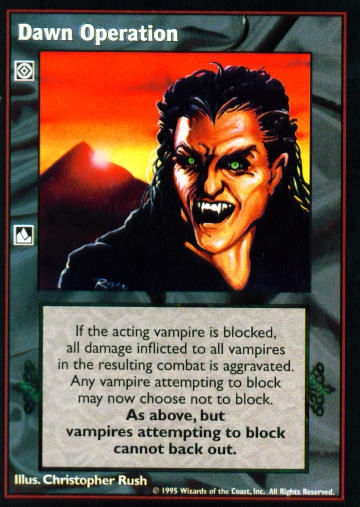 Dawn Operation
If the acting vampire is blocked,
all damage inflicted to all vampires
in the resulting combat is aggravated.
Any vampire attempting to block
may now choose not to block.
As above, but
vampires attempting to block
cannot back out.
Illus. Christopher Rush
© 1995 Wizards of the Coast, Inc. All Rights Reserved.